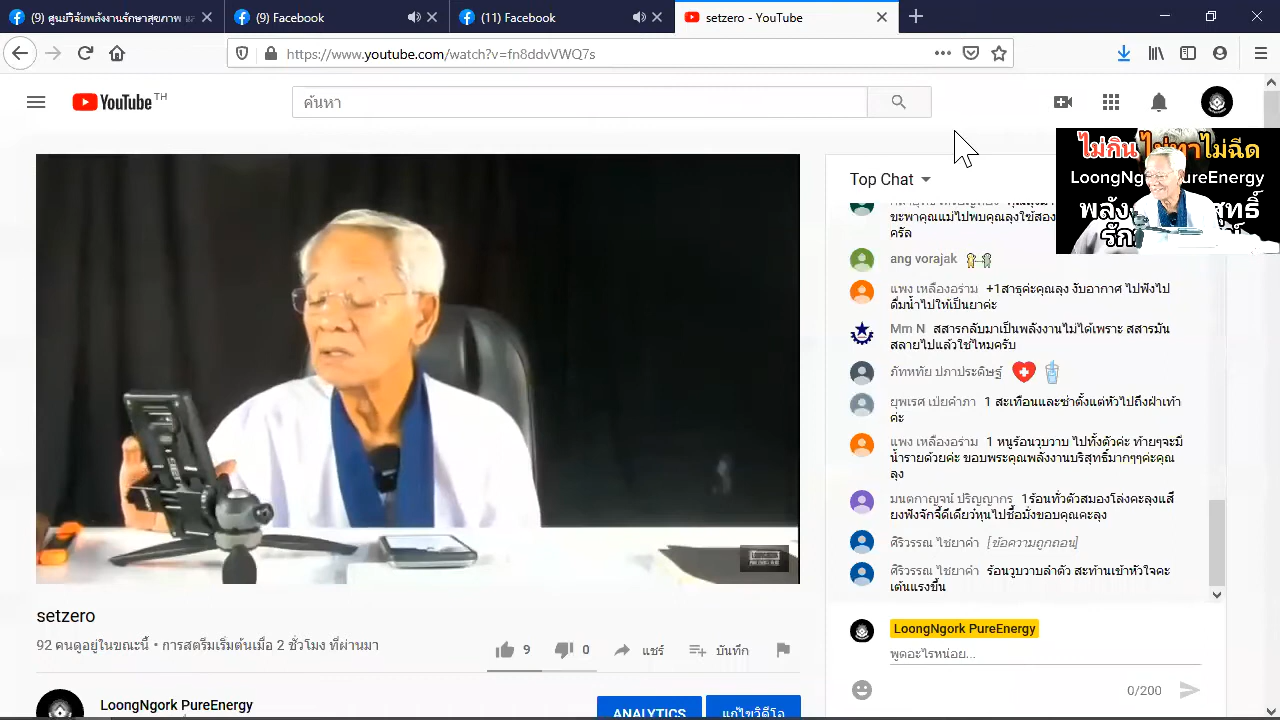 (9) ศูนย์วิจัยพลังงานรักษาสุขภาพ
(9) Facebook
(11) Facebook
setzero - YouTube
https://www.youtube.com/watch?v=fn8ddvVWQ7s
YouTube TH
ค้นหา
ไม่กิน ไม่ทา ไม่ฉีด
Top Chat
ครัล
ang vorajak
แพง เหลืองอร่าม +1สาธุค่ะคุณลุง งับอากาศ ไปฟังไป
ดื่มน้ำไปให้เป็นยาค่ะ
Mm N สสารกลับมาเป็นพลังงานไม่ได้เพราะ สสารมัน
สลายไปแล้วใช่ไหมครับ
ภัทหทัย ปภาประดิษฐ์
ยุพเรศ เบ่ยคำภา 1 สะเทือนและซ่าตั้งแต่หัวไปถึงฝ่าเท้า
ค่ะ
แพง เหลืองอร่าม 1 หนูร้อนวูบวาบ ไปทั้งตัวค่ะ ท้ายๆจะมี
น้ำรายด้วยค่ะ ขอบพระคุณพลังงานบริสุทธิ์มากๆๆค่ะคุณ
ลุง
มนตกาญจน์ ปริญญากร 1ร้อนทั่วตัวสมองโล่งคะลุงแสี
ยงฟังจักจี้ดีเดียวหุนไปซื้อมั่งขอบคุณคะลุง
ศิริวรรณ ไชยาคำ [ข้อความถูกถอน]
ศิริวรรณ ไชยาคำ ร้อนวูบวาบลำตัว สะท้านเข้าหัวใจคะ
เต้นแรงขึ้น
LoongNgork PureEnergy
พูดอะไรหน่อย...
0/200
setzero
92 คนดูอยู่ในขณะนี้ • การสตรีมเริ่มต้นเมื่อ 2 ชั่วโมง ที่ผ่านมา
9
0
แชร์
บันทึก
LoongNgork PureEnergy
ANALYTICS
แก้ไขวิดีโอ